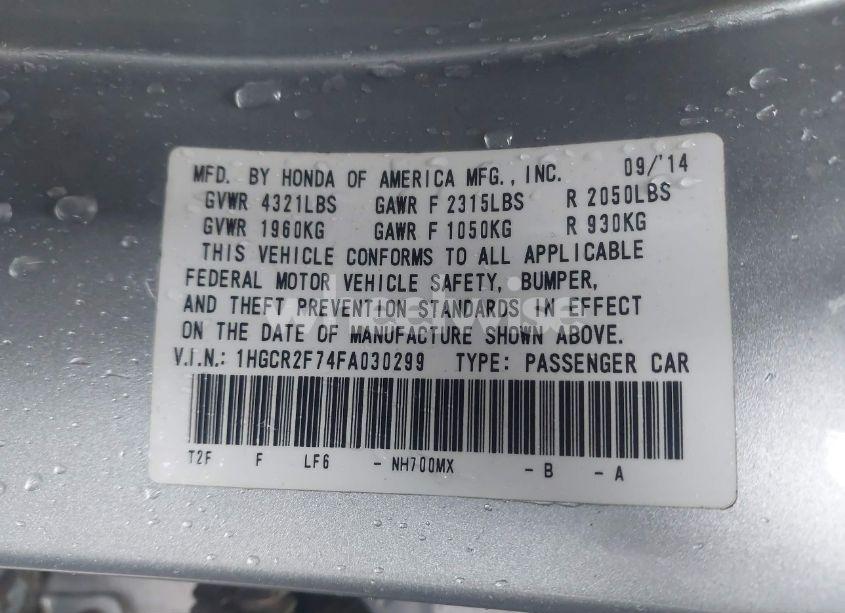 MFD. BY HONDA OF AMERICA MFG., INC. 09/'14
GVWR 4321LBS GAWR F 2315LBS R 2050LBS
GVWR 1960KG GAWR F 1050KG R 930KG
THIS VEHICLE CONFORMS TO ALL APPLICABLE
FEDERAL MOTOR VEHICLE SAFETY, BUMPER,
AND THEFT PREVENTION STANDARDS IN EFFECT
ON THE DATE OF MANUFACTURE SHOWN ABOVE.
V.I.N.: 1HGCR2F74FA030299 TYPE: PASSENGER CAR
T2F F LF6 - NH700MX - B - A